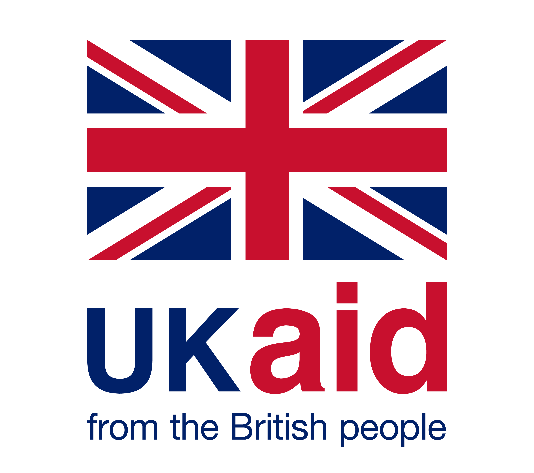 UKaid
from the British people